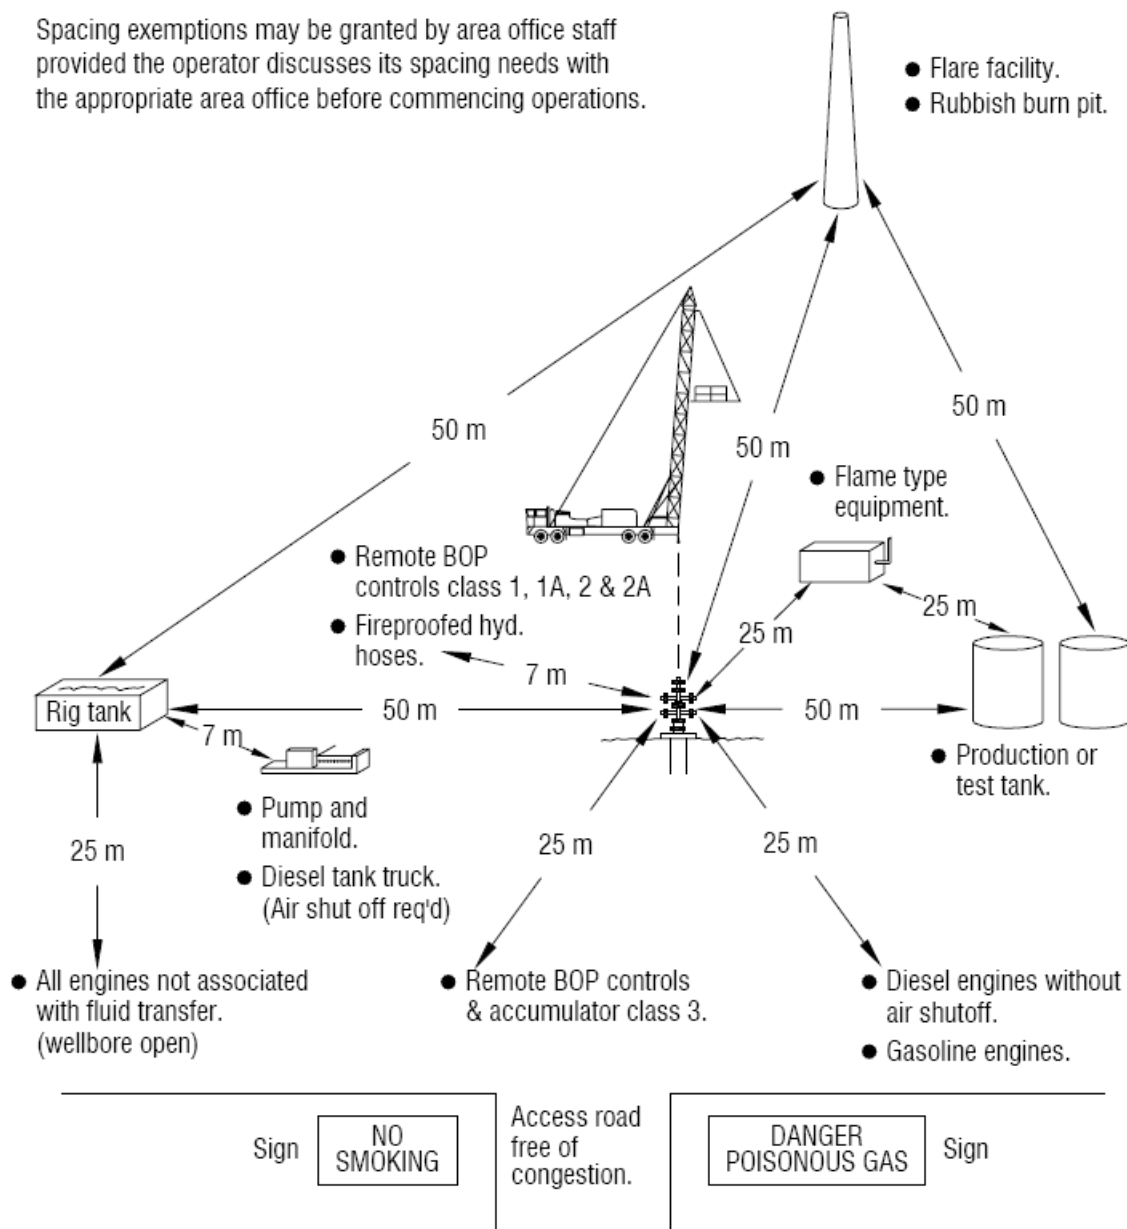 Spacing exemptions may be granted by area office staff
provided the operator discusses its spacing needs with
the appropriate area office before commencing operations.
● Flare facility.
● Rubbish burn pit.
50 m
50 m
50 m
● Flame type
equipment.
● Remote BOP
controls class 1, 1A, 2 & 2A
● Fireproofed hyd.
hoses.
25 m
25 m
7 m
Rig tank
50 m
50 m
7 m
● Production or
test tank.
● Pump and
manifold.
● Diesel tank truck.
(Air shut off req'd)
25 m
25 m
25 m
● All engines not associated
with fluid transfer.
(wellbore open)
● Remote BOP controls
& accumulator class 3.
● Diesel engines without
air shutoff.
● Gasoline engines.
Sign
NO
SMOKING
Access road
free of
congestion.
DANGER
POISONOUS GAS
Sign